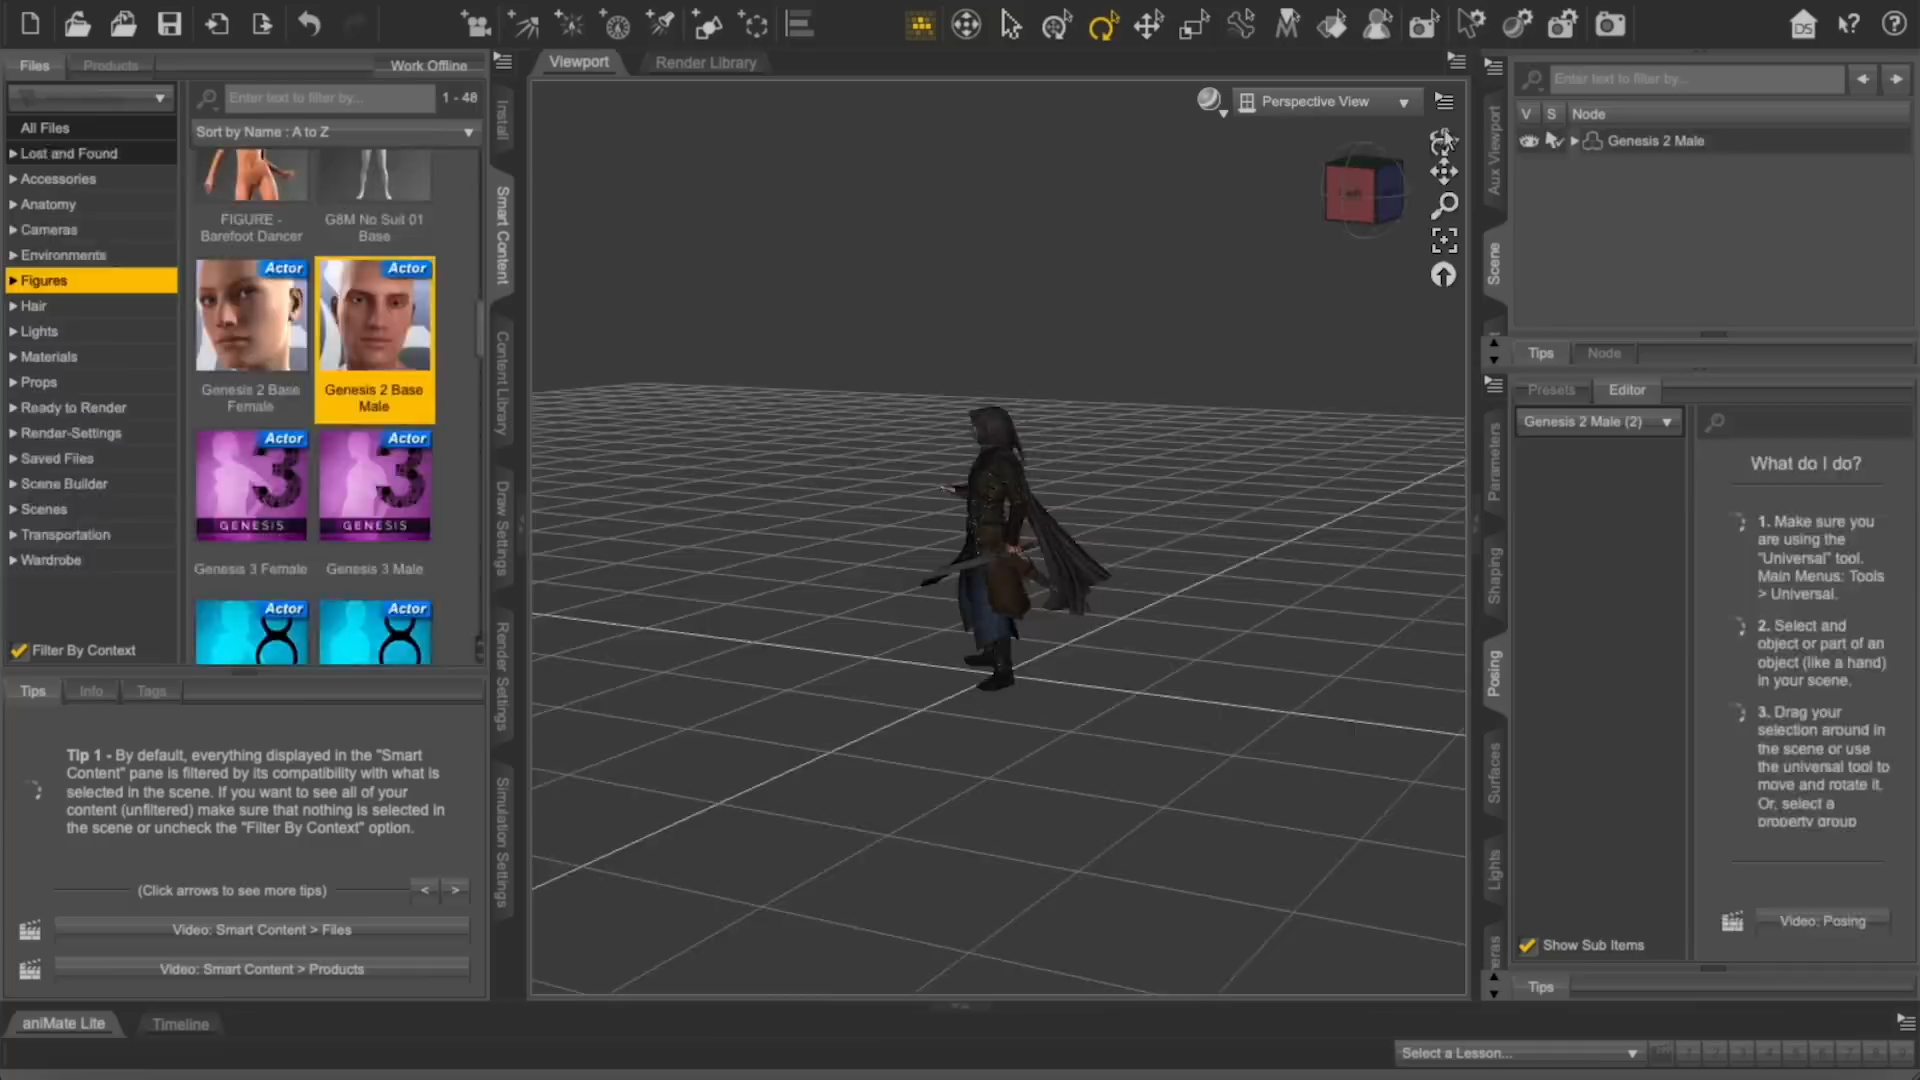 Files
Products
Work Offline
Enter text to filter by...
1 - 48
All Files
Sort by Name : A to Z
Lost and Found
Accessories
Anatomy
Cameras
Environments
Figures
Hair
Lights
Materials
Props
Ready to Render
Render-Settings
Saved Files
Scene Builder
Scenes
Transportation
Wardrobe
Filter By Context
FIGURE -
Barefoot Dancer
G8M No Suit 01
Base
Actor
Actor
Genesis 2 Base
Female
Genesis 2 Base
Male
Actor
Actor
3
GENESIS
3
GENESIS
Genesis 3 Female
Genesis 3 Male
Actor
Actor
8
8
Tips
Info
Tags
Tip 1 - By default, everything displayed in the "Smart
Content" pane is filtered by its compatibility with what is
selected in the scene. If you want to see all of your
content (unfiltered) make sure that nothing is selected in
the scene or uncheck the "Filter By Context" option.
(Click arrows to see more tips)
<
>
Video: Smart Content > Files
Video: Smart Content > Products
Install
Smart Content
Content Library
Draw Settings
Render Settings
Simulation Settings
Viewport
Render Library
Perspective View
Aux Viewport
Scene
Enter text to filter by...
V
S
Node
Genesis 2 Male
Tips
Node
Parameters
Shaping
Posing
Surfaces
Lights
eras
Presets
Editor
Genesis 2 Male (2)
What do I do?
1. Make sure you
are using the
"Universal" tool.
Main Menus: Tools
> Universal.
2. Select and
object or part of an
object (like a hand)
in your scene.
3. Drag your
selection around in
the scene or use
the universal tool to
move and rotate it.
Or, select a
property group
Video: Posing
Show Sub Items
Tips
aniMate Lite
Timeline
Select a Lesson...
DS